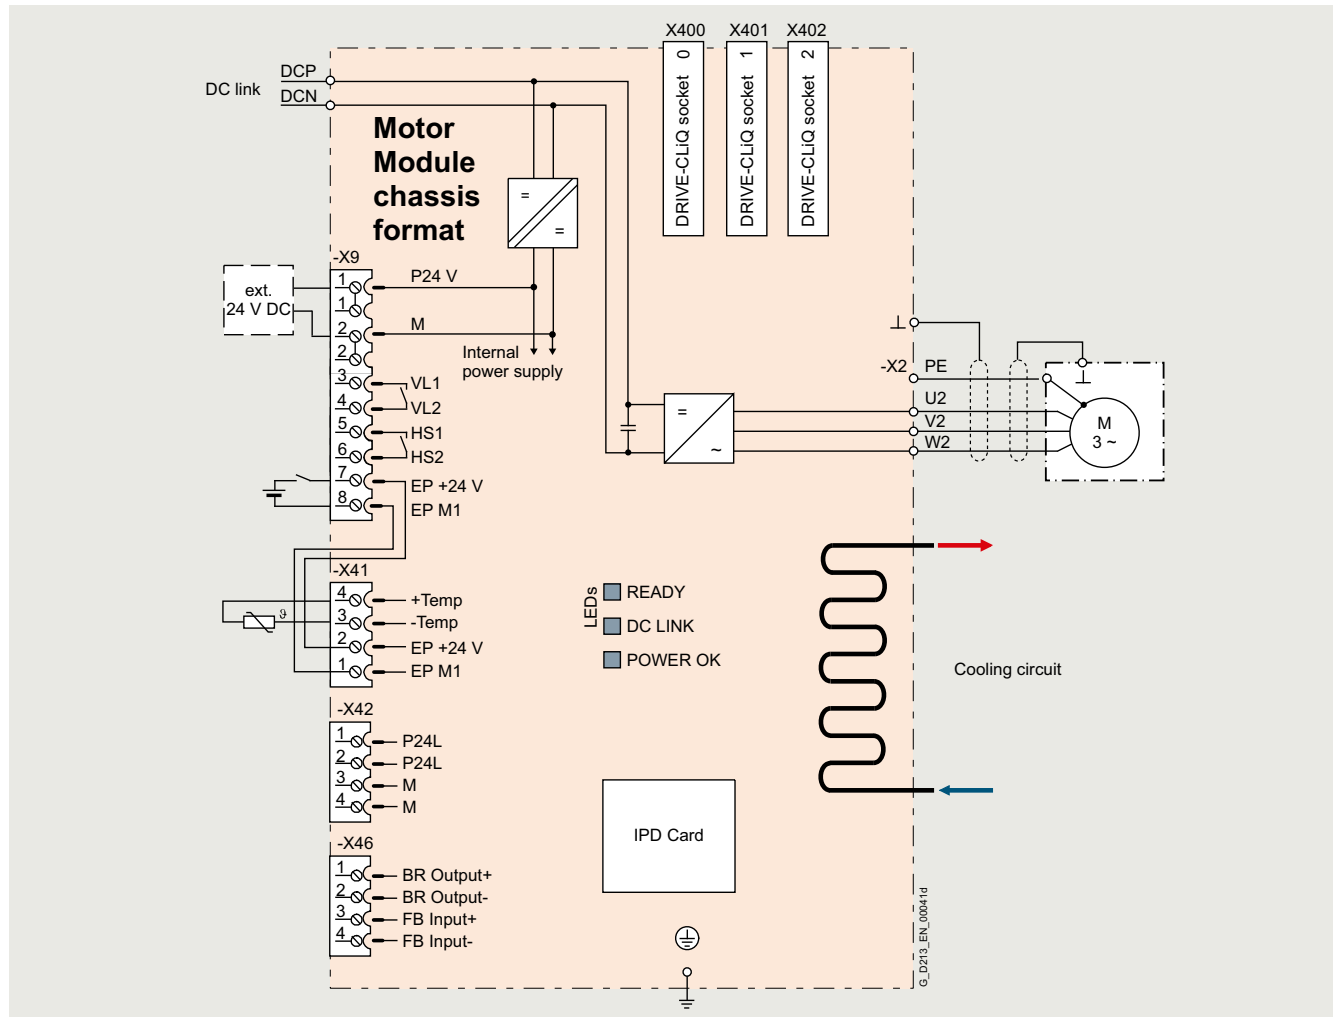 X400 X401 X402
DRIVE-CLiQ socket 0
DRIVE-CLiQ socket 1
DRIVE-CLiQ socket 2
DC link
DCP
DCN
Motor
Module
chassis
format
=
=
-X9
ext.
24 V DC
1 P24 V
1
2 M
2
Internal
power supply
3 VL1
4 VL2
5 HS1
6 HS2
7 EP +24 V
8 EP M1
=
~
-X2 PE
U2
V2
W2
M
3 ~
-X41
ϑ
4 +Temp
3 -Temp
2 EP +24 V
1 EP M1
LEDs
READY
DC LINK
POWER OK
Cooling circuit
-X42
1 P24L
2 P24L
3 M
4 M
IPD Card
-X46
1 BR Output+
2 BR Output-
3 FB Input+
4 FB Input-
G_D213_EN_00041d